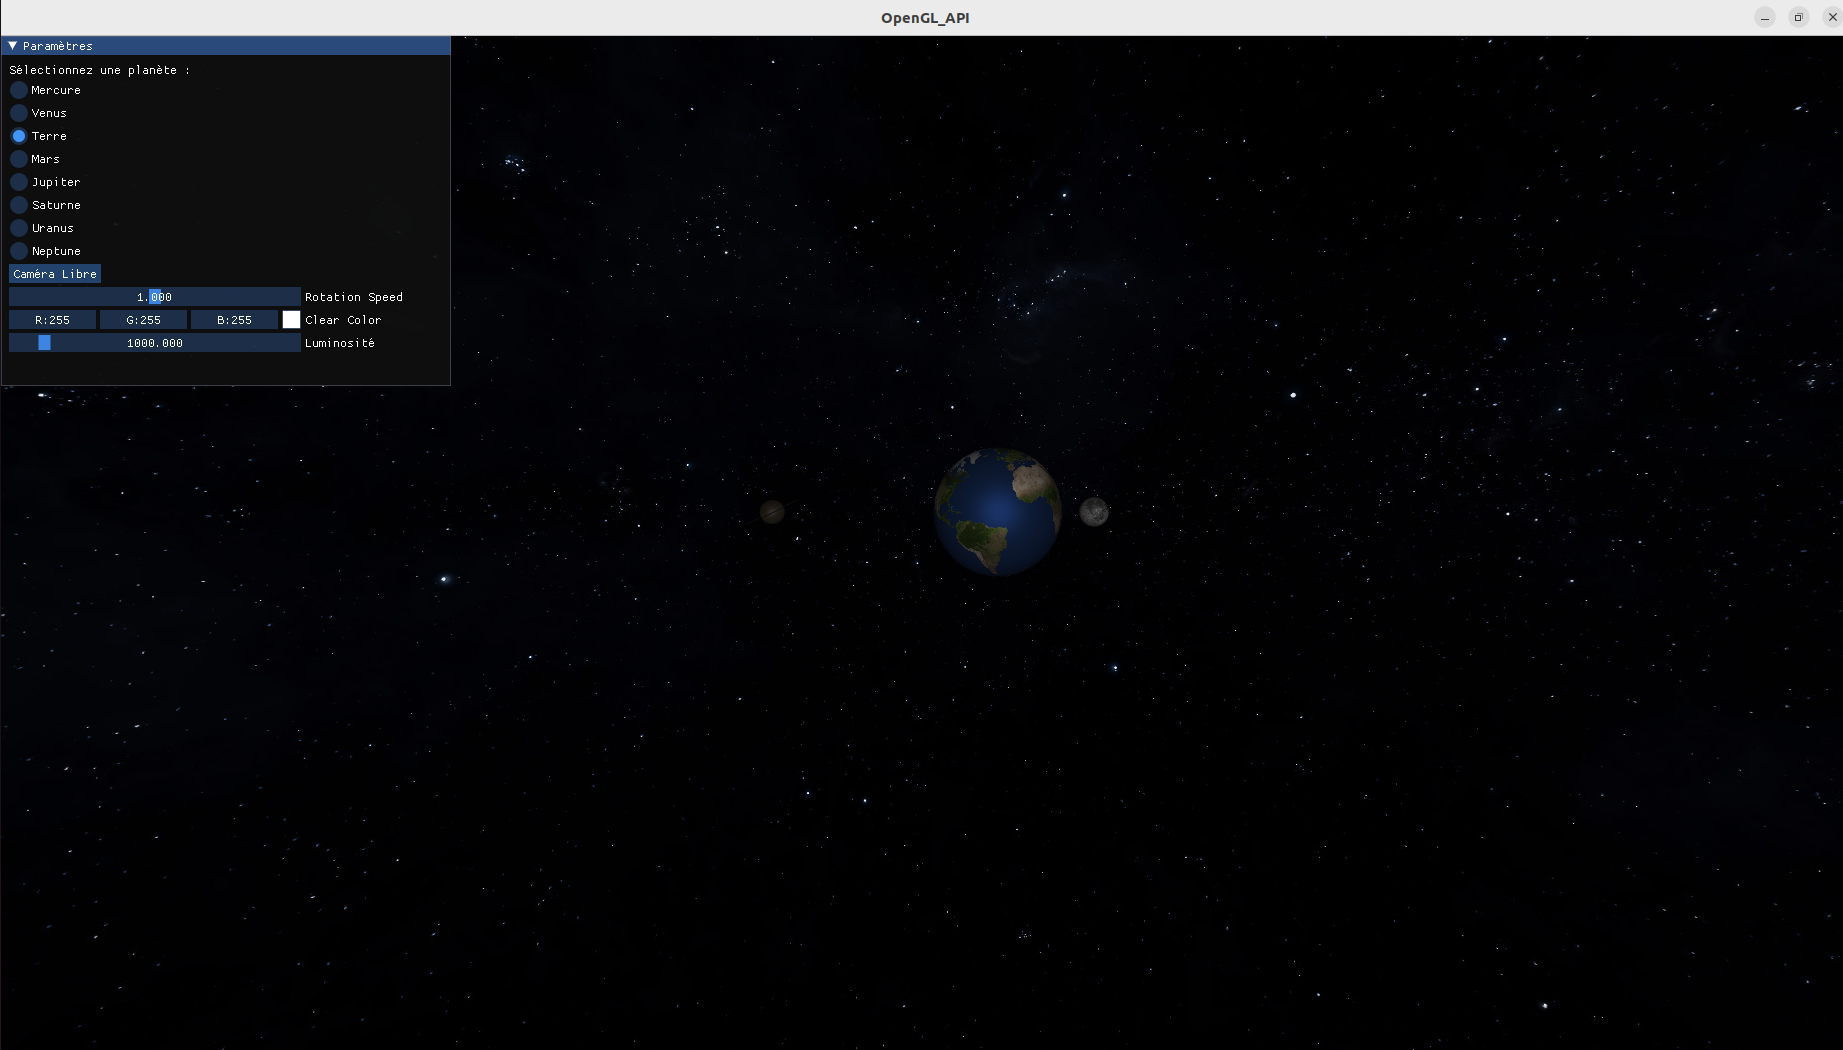 OpenGL_API
Paramètres
Sélectionnez une planète :
Mercure
Venus
Terre
Mars
Jupiter
Saturne
Uranus
Neptune
Caméra Libre
1.000 Rotation Speed
R:255 G:255 B:255 Clear Color
1000.000 Luminosité